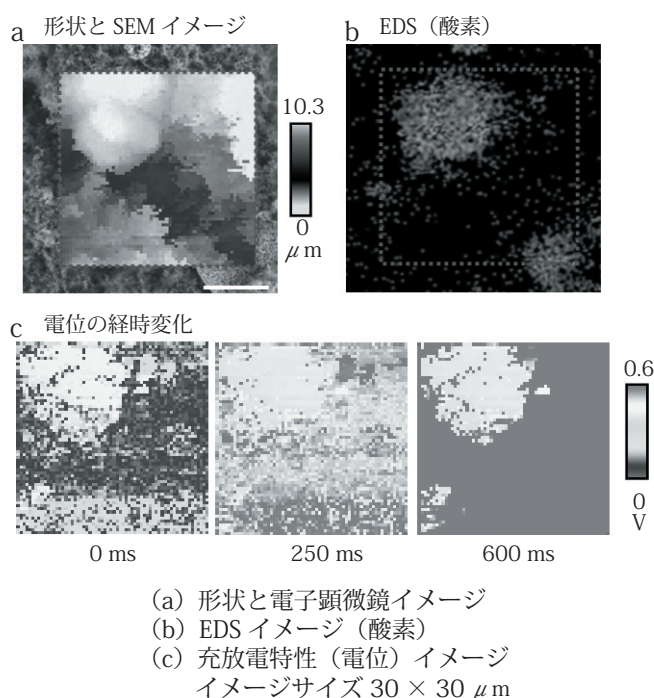 a 形状と SEM イメージ
b EDS（酸素）
10.3
0
μm
c 電位の経時変化
0.6
0
V
0 ms
250 ms
600 ms
(a) 形状と電子顕微鏡イメージ
(b) EDS イメージ（酸素）
(c) 充放電特性（電位）イメージ
イメージサイズ 30 × 30 μm